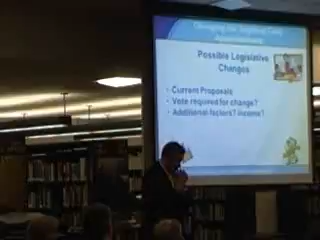 Possible Legislative
Changes
• Current Proposals
• Vote required for change?
• Additional factors? Income?